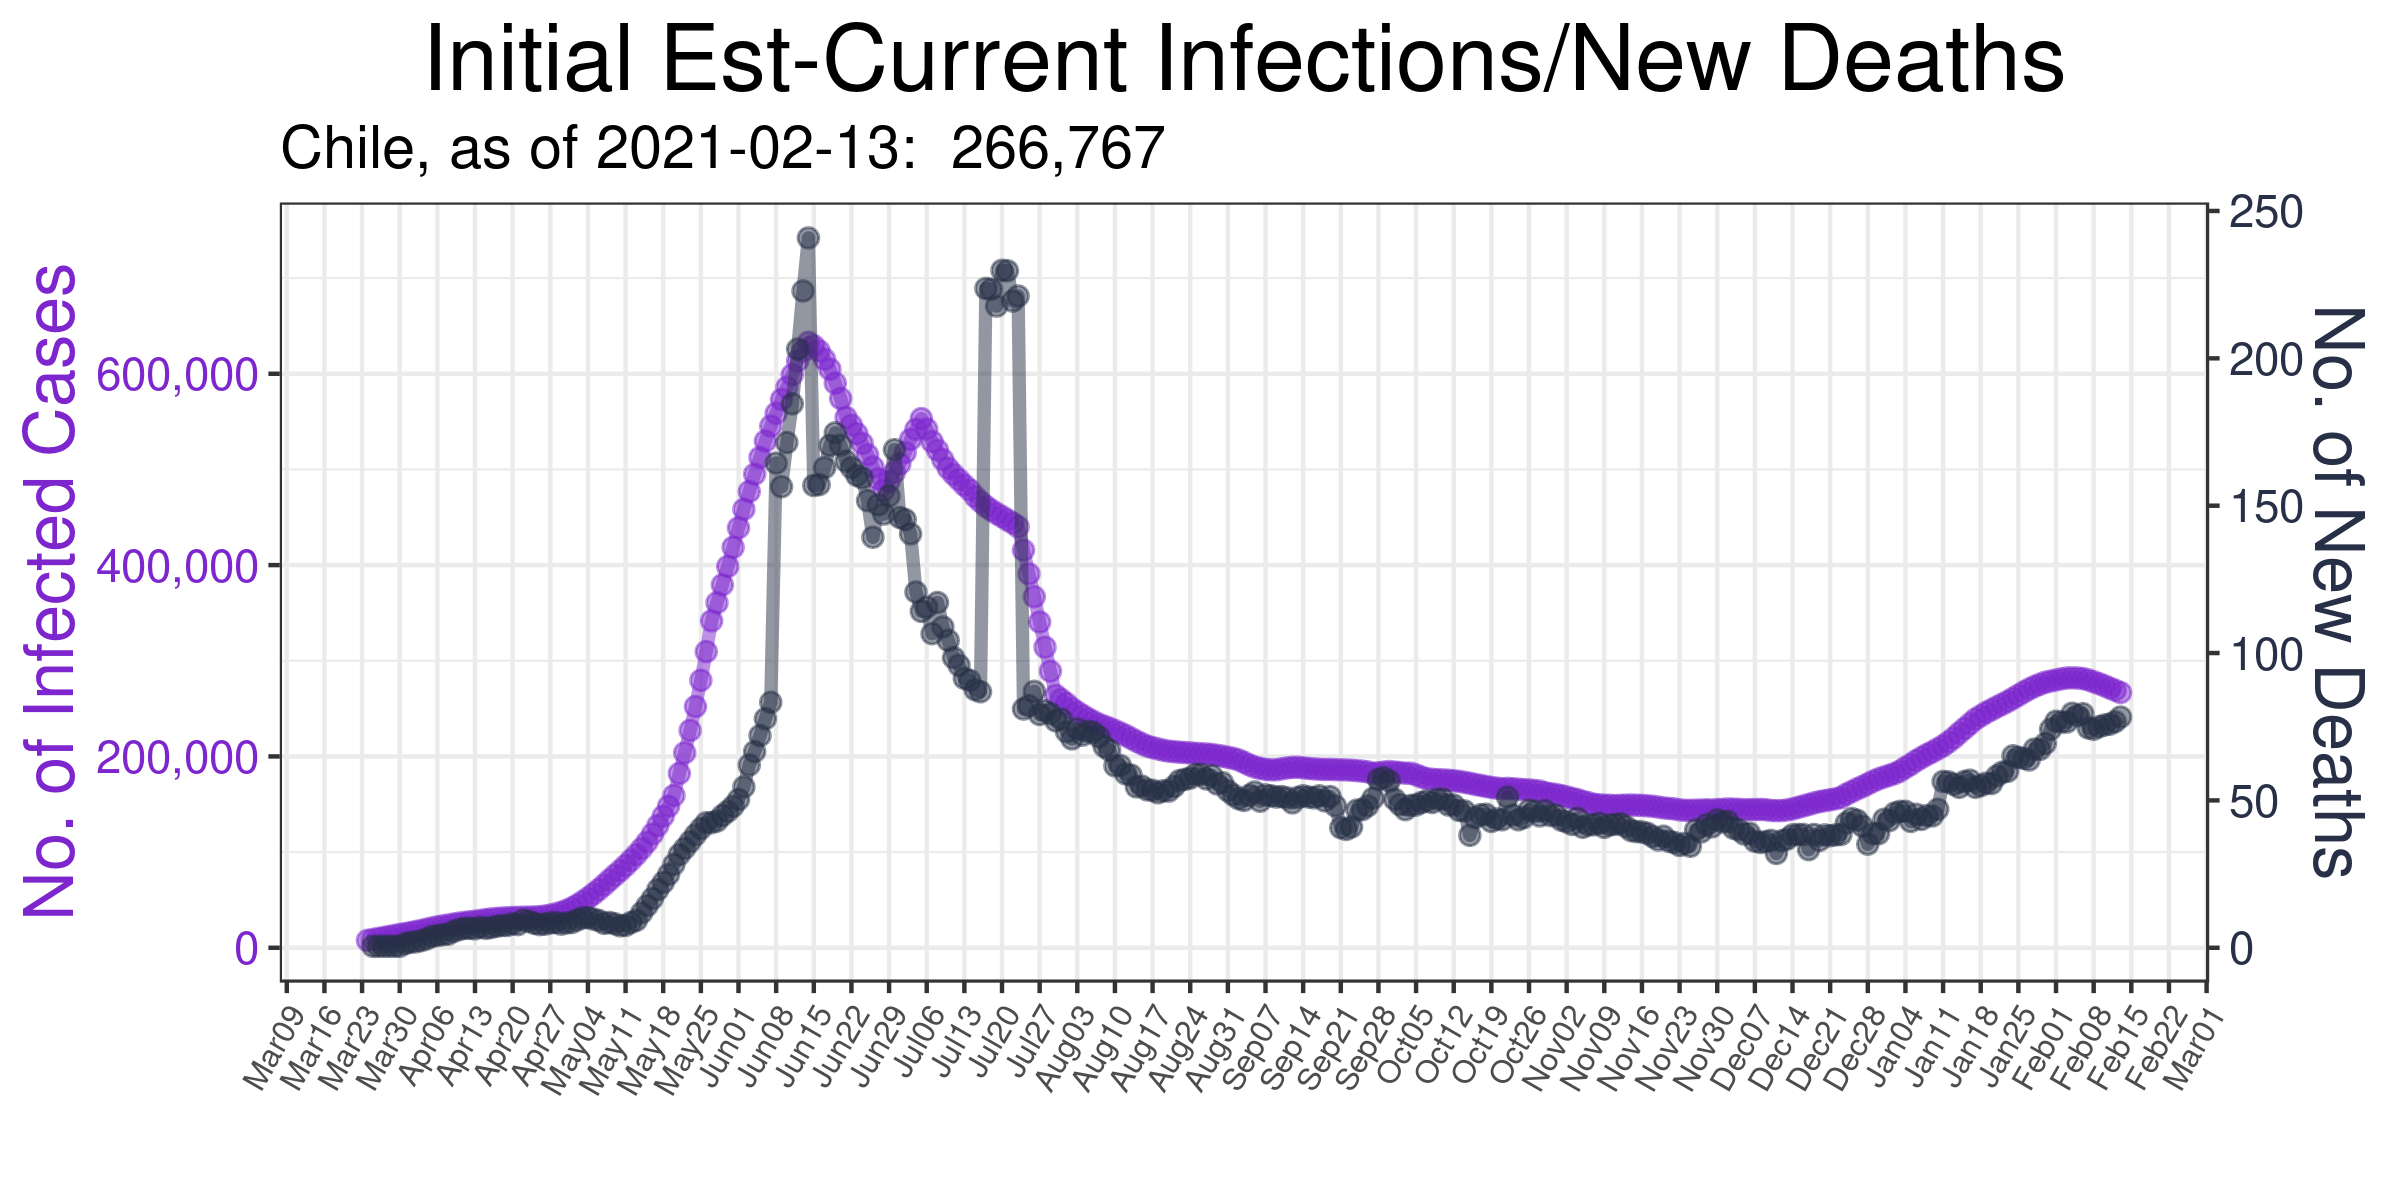 Initial Est-Current Infections/New Deaths
Chile, as of 2021-02-13:  266,767
No. of Infected Cases
600,000
400,000
200,000
0
250
200
150
100
50
0
No. of New Deaths
Mar09 Mar16 Mar23 Mar30 Apr06 Apr13 Apr20 Apr27 May04 May11 May18 May25 Jun01 Jun08 Jun15 Jun22 Jun29 Jul06 Jul13 Jul20 Jul27 Aug03 Aug10 Aug17 Aug24 Aug31 Sep07 Sep14 Sep21 Sep28 Oct05 Oct12 Oct19 Oct26 Nov02 Nov09 Nov16 Nov23 Nov30 Dec07 Dec14 Dec21 Dec28 Jan04 Jan11 Jan18 Jan25 Feb01 Feb08 Feb15 Feb22 Mar01